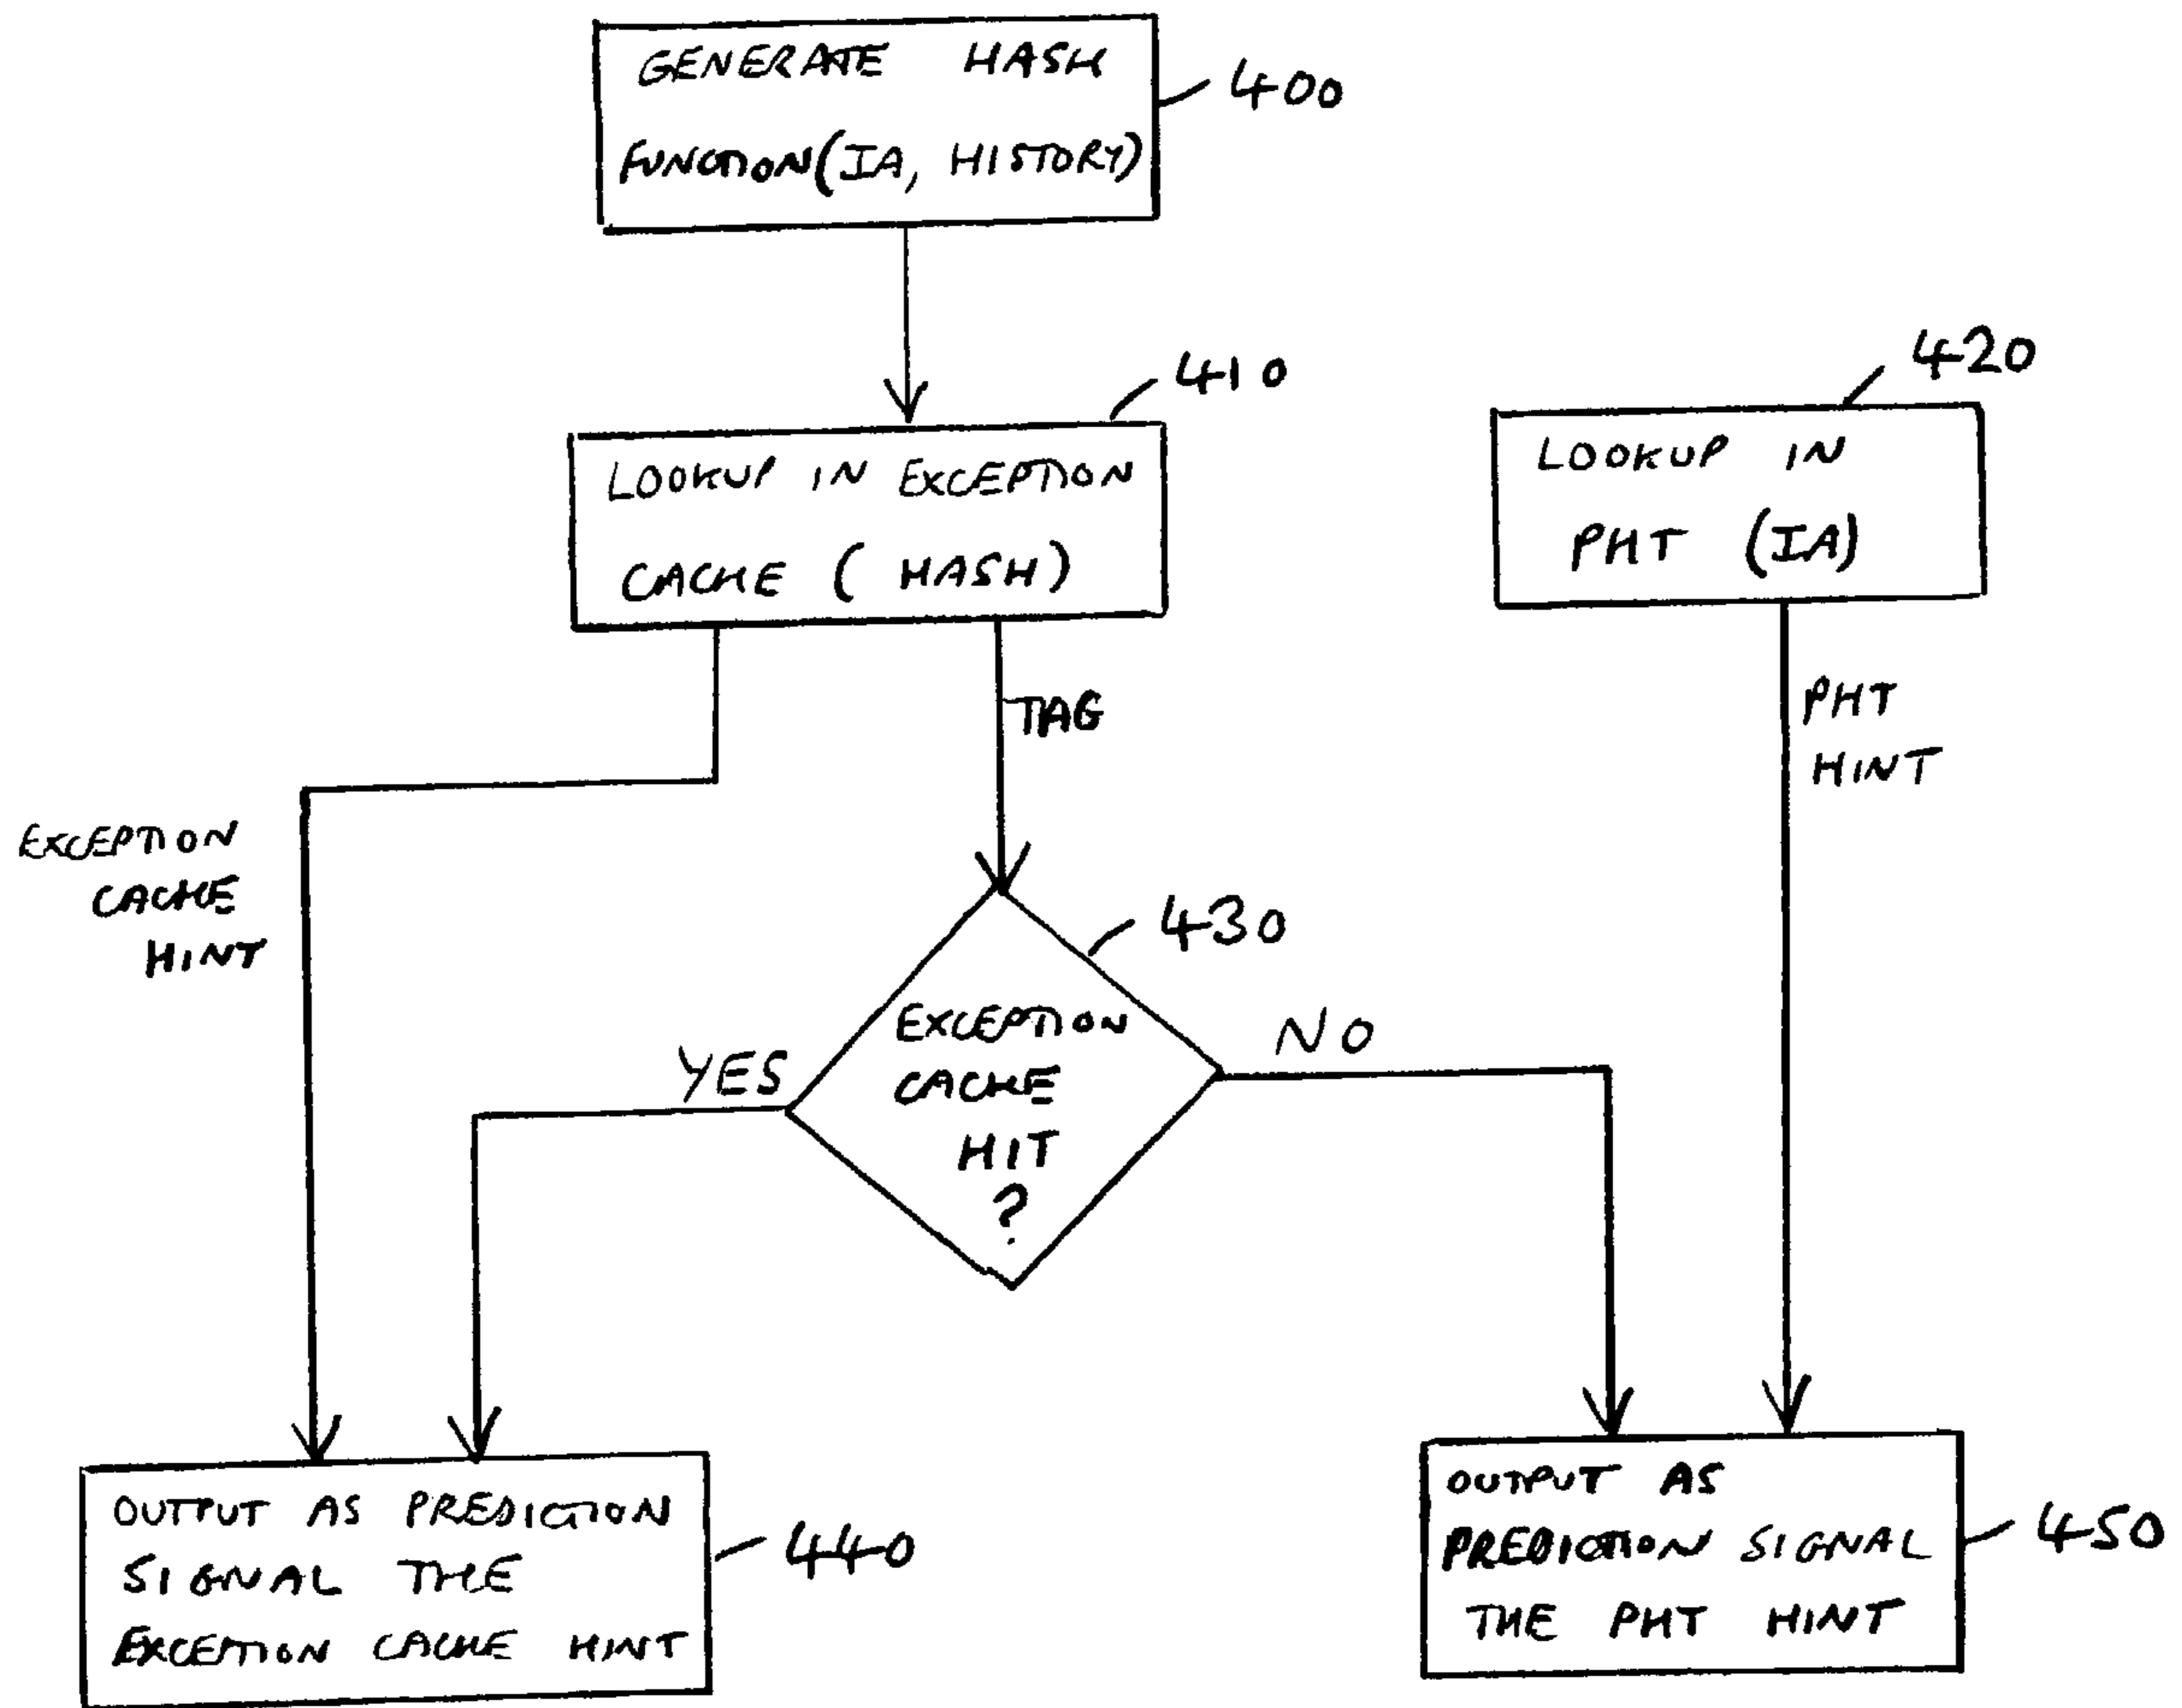 GENERATE HASH
FUNCTION (IA, HISTORY)
400
410
LOOKUP IN EXCEPTION
CACHE ( HASH)
420
LOOKUP IN
PHT (IA)
TAG
PHT
HINT
EXCEPTION
CACHE
HINT
430
EXCEPTION
CACHE
HIT
?
YES
NO
OUTPUT AS PREDICTION
SIGNAL THE
EXCEPTION CACHE HINT
440
OUTPUT AS
PREDICTION SIGNAL
THE PHT HINT
450